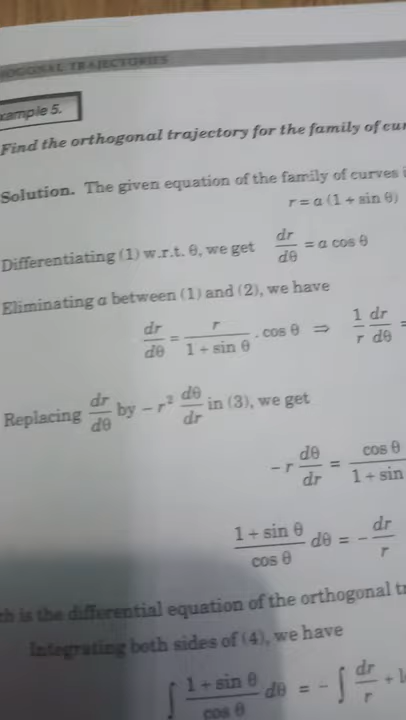 ORTHOGONAL TRAJECTORIES
Example 5.
Find the orthogonal trajectory for the family of
Solution. The given equation of the family of curves
r = a (1 + sin θ)
Differentiating (1) w.r.t. θ, we get dr/dθ = a cos θ
Eliminating a between (1) and (2), we have
dr/dθ = r/(1 + sin θ) . cos θ ⇒ 1/r dr/dθ =
Replacing dr/dθ by – r² dθ/dr in (3), we get
– r dθ/dr = cos θ/(1 + sin
(1 + sin θ)/cos θ dθ = – dr/r
is the differential equation of the orthogonal
Integrating both sides of (4), we have
∫ (1 + sin θ)/cos θ dθ = – ∫ dr/r +